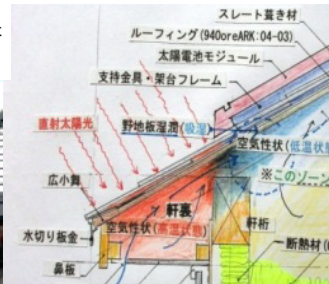 スレート葺き材
ルーフィング(940oreARK:04-03)
太陽電池モジュール
支持金具・架台フレーム
直射太陽光
野地板湿潤(吸湿)
空気性状(低温状態
※このゾーン
広小舞
軒裏
空気性状(高温状態)
水切り板金
軒桁
鼻板
断熱材(